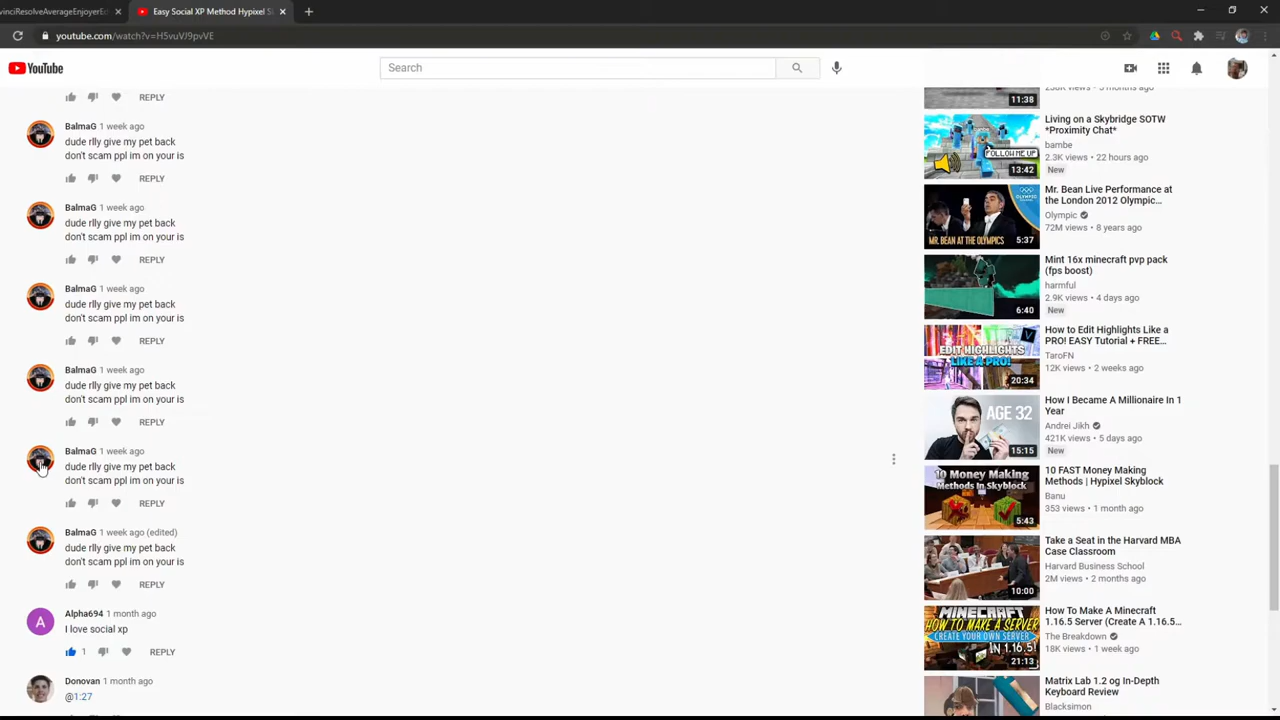 vinciResolveAverageEnjoyerEd
Easy Social XP Method Hypixel S
youtube.com/watch?v=H5vuVJ9pvVE
YouTube
Search
REPLY
BalmaG 1 week ago
dude rlly give my pet back
don't scam ppl im on your is
REPLY
BalmaG 1 week ago
dude rlly give my pet back
don't scam ppl im on your is
REPLY
BalmaG 1 week ago
dude rlly give my pet back
don't scam ppl im on your is
REPLY
BalmaG 1 week ago
dude rlly give my pet back
don't scam ppl im on your is
REPLY
BalmaG 1 week ago
dude rlly give my pet back
don't scam ppl im on your is
REPLY
BalmaG 1 week ago (edited)
dude rlly give my pet back
don't scam ppl im on your is
REPLY
A
Alpha694 1 month ago
I love social xp
1
REPLY
Donovan 1 month ago
@1:27
11:38
FOLLOW ME UP
13:42
Living on a Skybridge SOTW
*Proximity Chat*
bambe
2.3K views • 22 hours ago
New
MR. BEAN AT THE OLYMPICS
5:37
Mr. Bean Live Performance at
the London 2012 Olympic...
Olympic
72M views • 8 years ago
6:40
Mint 16x minecraft pvp pack
(fps boost)
harmful
2.9K views • 4 days ago
New
EDIT HIGHLIGHTS
LIKE A PRO!
20:34
How to Edit Highlights Like a
PRO! EASY Tutorial + FREE...
TaroFN
12K views • 2 weeks ago
AGE 32
15:15
How I Became A Millionaire In 1
Year
Andrei Jikh
421K views • 5 days ago
New
10 Money Making
Methods In Skyblock
5:43
10 FAST Money Making
Methods | Hypixel Skyblock
Banu
353 views • 1 month ago
10:00
Take a Seat in the Harvard MBA
Case Classroom
Harvard Business School
2M views • 2 months ago
MINECRAFT
HOW TO MAKE A SERVER
CREATE YOUR OWN SERVER
IN 1.16.5!
21:13
How To Make A Minecraft
1.16.5 Server (Create A 1.16.5...
The Breakdown
18K views • 1 week ago
Matrix Lab 1.2 og In-Depth
Keyboard Review
Blacksimon